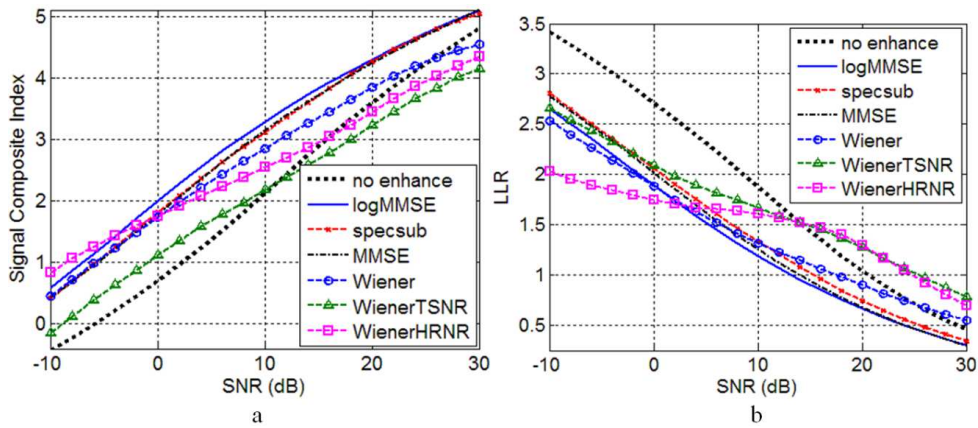 Signal Composite Index
5
4
3
2
1
0
-10
0
10
20
30
SNR (dB)
no enhance
logMMSE
specsub
MMSE
Wiener
WienerTSNR
WienerHRNR
a
LLR
3.5
3
2.5
2
1.5
1
0.5
-10
0
10
20
30
SNR (dB)
no enhance
logMMSE
specsub
MMSE
Wiener
WienerTSNR
WienerHRNR
b